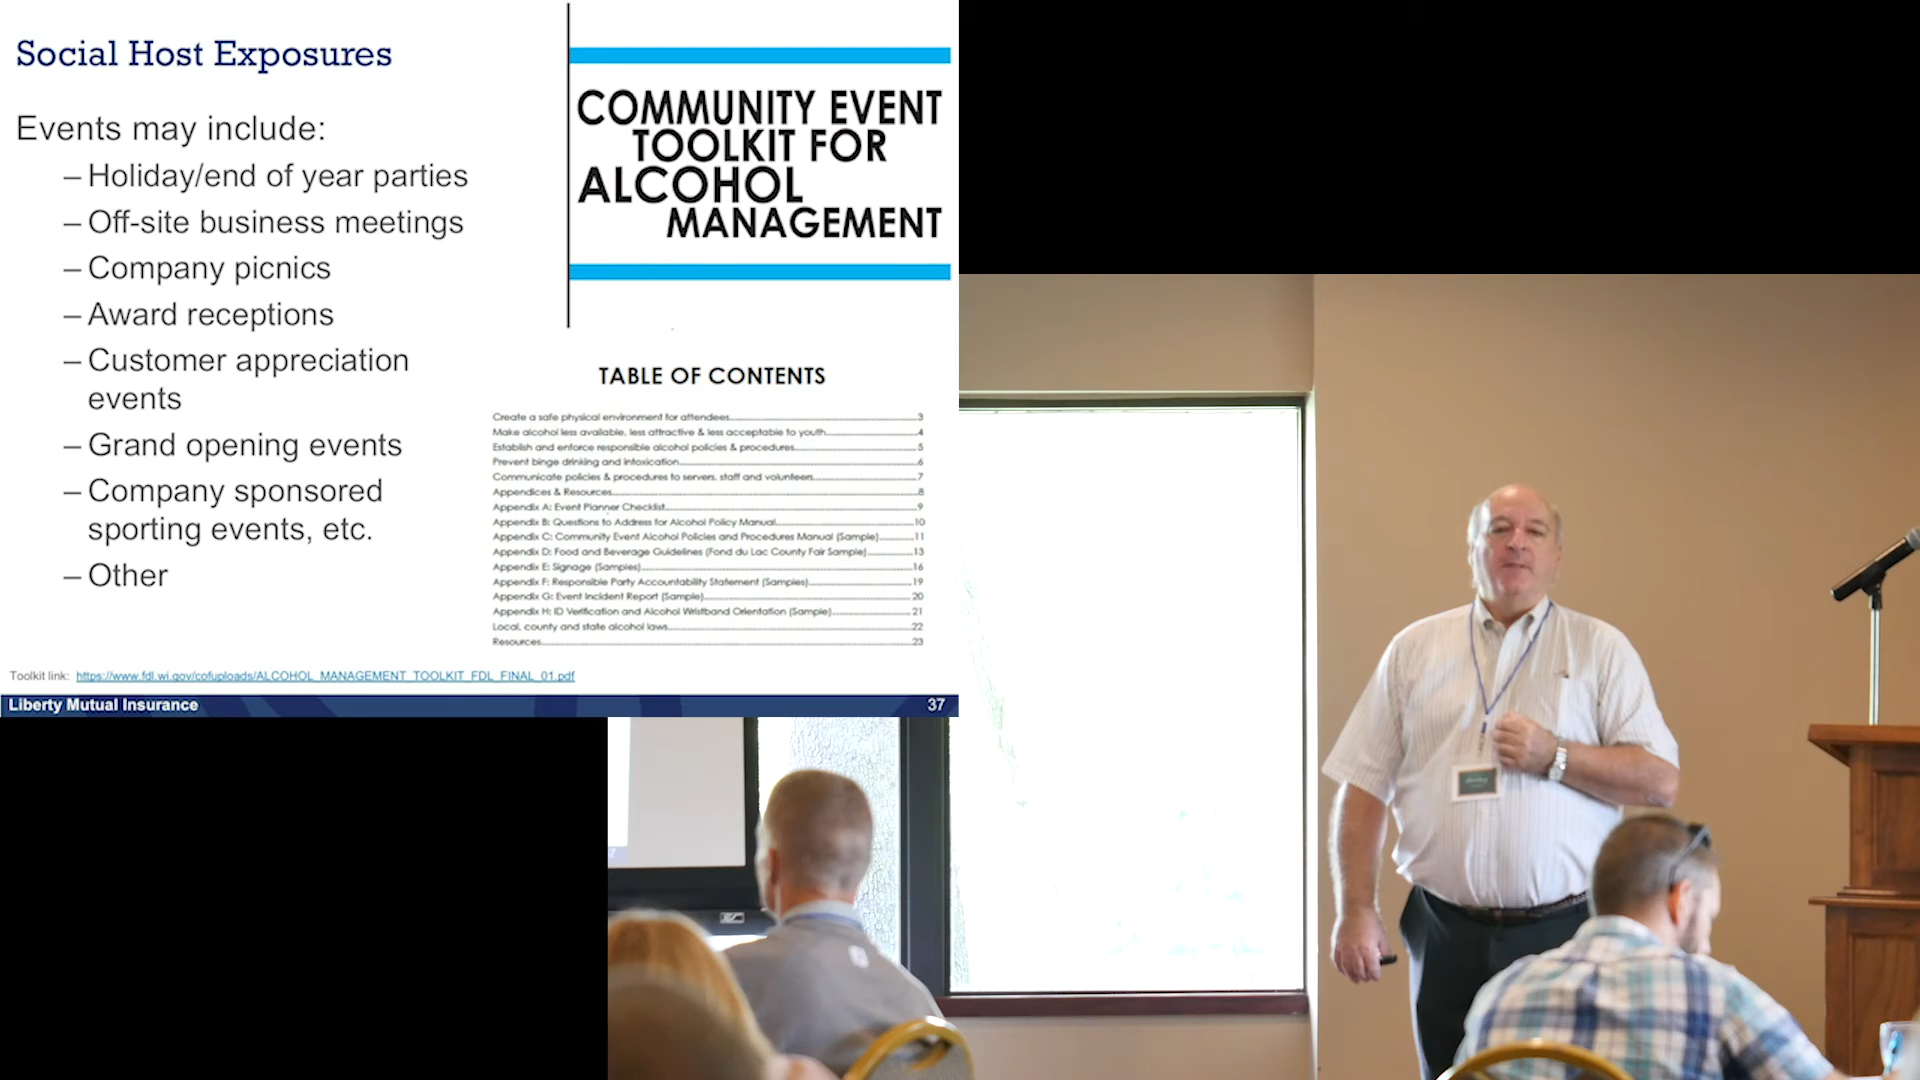 Social Host Exposures
Events may include:
– Holiday/end of year parties
– Off-site business meetings
– Company picnics
– Award receptions
– Customer appreciation
events
– Grand opening events
– Company sponsored
sporting events, etc.
– Other
COMMUNITY EVENT
TOOLKIT FOR
ALCOHOL
MANAGEMENT
TABLE OF CONTENTS
Create a safe physical environment for attendees 3
Make alcohol less available, less attractive & less acceptable to youth 4
Establish and enforce responsible alcohol policies & procedures 5
Prevent binge drinking and intoxication 6
Communicate policies & procedures to servers, staff and volunteers 7
Appendices & Resources 8
Appendix A: Event Planner Checklist 9
Appendix B: Questions to Address for Alcohol Policy Manual 10
Appendix C: Community Event Alcohol Policies and Procedures Manual (Sample) 11
Appendix D: Food and Beverage Guidelines (Fond du Lac County Fair Sample) 13
Appendix E: Signage (Samples) 16
Appendix F: Responsible Party Accountability Statement (Samples) 19
Appendix G: Event Incident Report (Sample) 20
Appendix H: ID Verification and Alcohol Wristband Orientation (Sample) 21
Local, county and state alcohol laws 22
Resources 23
Toolkit link: https://www.fdl.wi.gov/cofuploads/ALCOHOL_MANAGEMENT_TOOLKIT_FDL_FINAL_01.pdf
Liberty Mutual Insurance 37